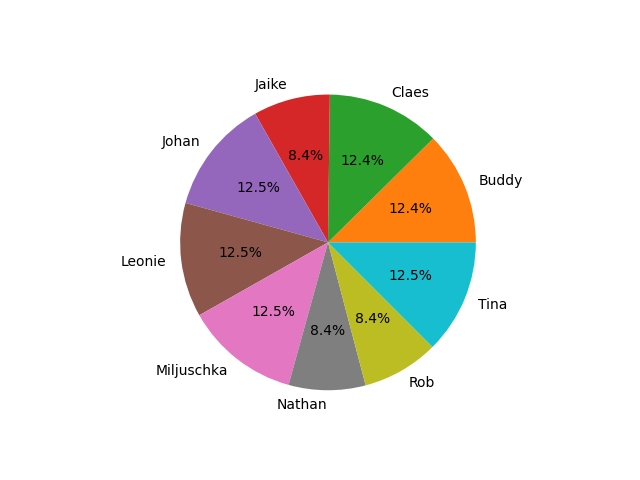 Jaike
Claes
Johan
8.4%
12.4%
Buddy
12.5%
12.4%
Leonie
12.5%
12.5%
Tina
12.5%
8.4%
8.4%
Miljuschka
Rob
Nathan